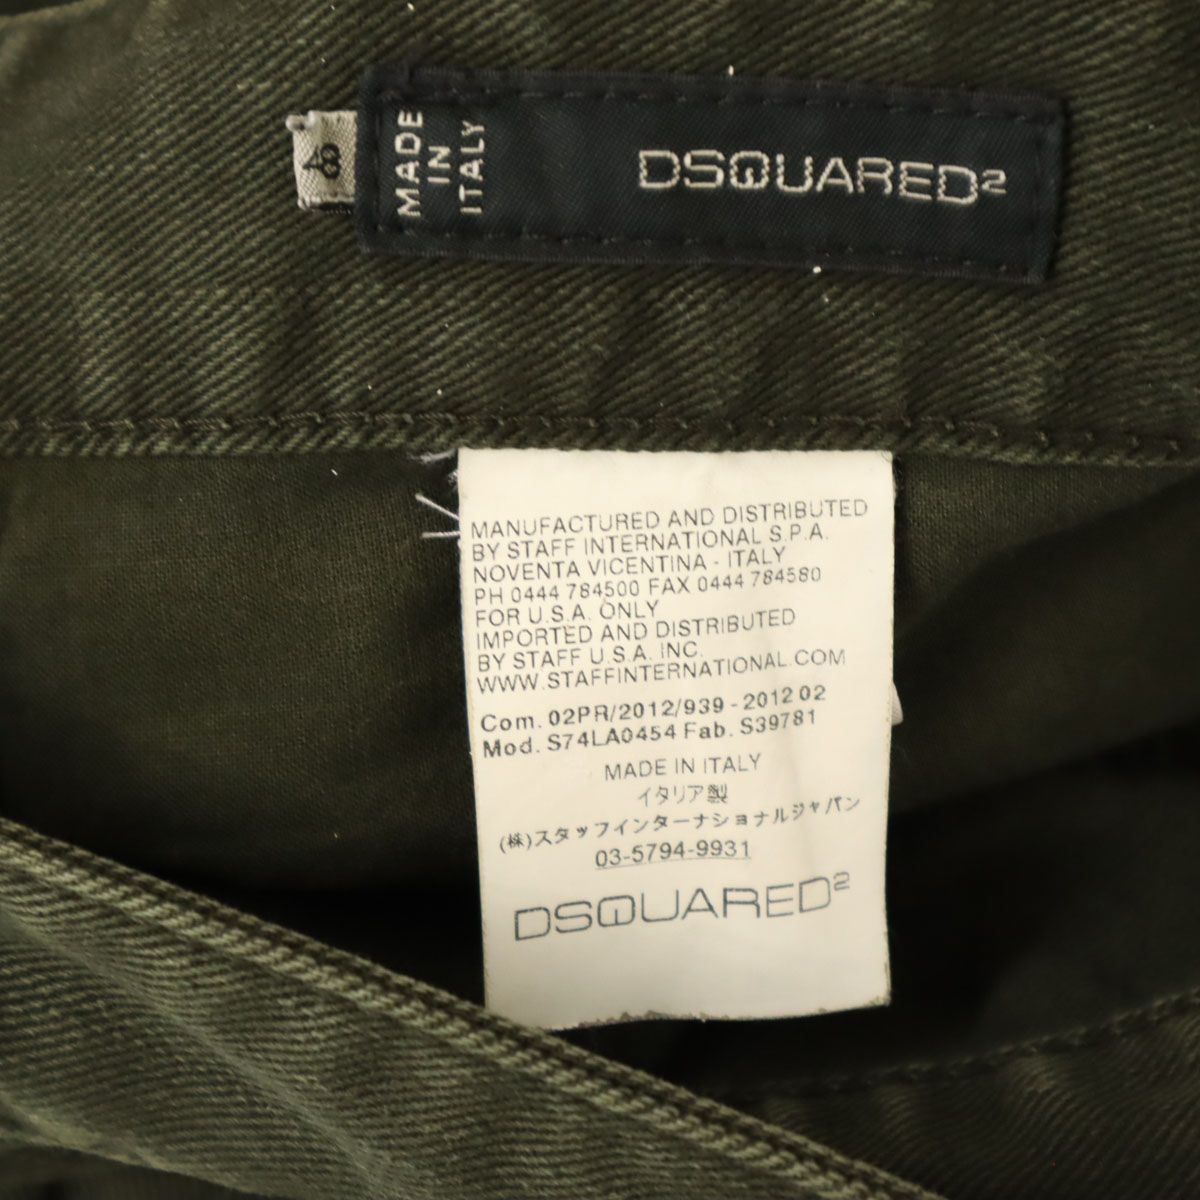 48
MADE
IN
ITALY
DSQUARED2
MANUFACTURED AND DISTRIBUTED
BY STAFF INTERNATIONAL S.P.A.
NOVENTA VICENTINA - ITALY
PH 0444 784500 FAX 0444 784580
FOR U.S.A. ONLY
IMPORTED AND DISTRIBUTED
BY STAFF U.S.A. INC.
WWW.STAFFINTERNATIONAL.COM
Com. 02PR/2012/939 - 2012 02
Mod. S74LA0454 Fab. S39781
MADE IN ITALY
イタリア製
(株)スタッフインターナショナルジャパン
03-5794-9931
DSQUARED2